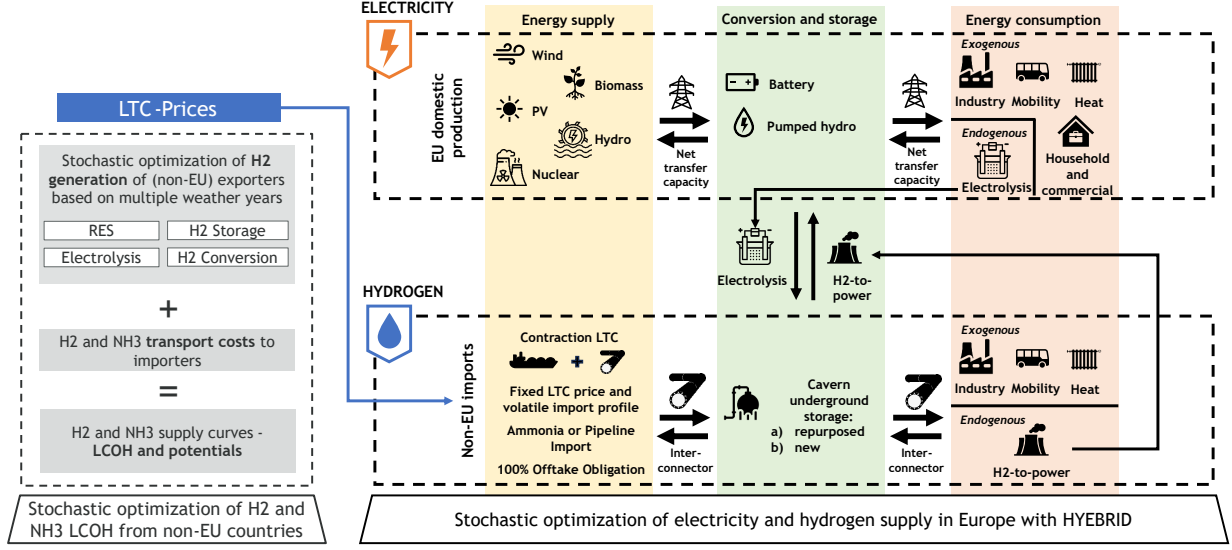 LTC -Prices
Stochastic optimization of H2
generation of (non-EU) exporters
based on multiple weather years
RES
H2 Storage
Electrolysis
H2 Conversion
+
H2 and NH3 transport costs to
importers
=
H2 and NH3 supply curves -
LCOH and potentials
Stochastic optimization of H2 and
NH3 LCOH from non-EU countries
ELECTRICITY
Energy supply
Conversion and storage
Energy consumption
EU domestic
production
Wind
Biomass
PV
Hydro
Nuclear
Net
transfer
capacity
Battery
Pumped hydro
Net
transfer
capacity
Exogenous
Industry
Mobility
Heat
Endogenous
Electrolysis
Household
and
commercial
Electrolysis
H2-to-
power
HYDROGEN
Non-EU imports
Contraction LTC
+
Fixed LTC price and
volatile import profile
Ammonia or Pipeline
Import
100% Offtake Obligation
Inter-
connector
Cavern
underground
storage:
a) repurposed
b) new
Inter-
connector
Exogenous
Industry
Mobility
Heat
Endogenous
H2-to-power
Stochastic optimization of electricity and hydrogen supply in Europe with HYEBRID